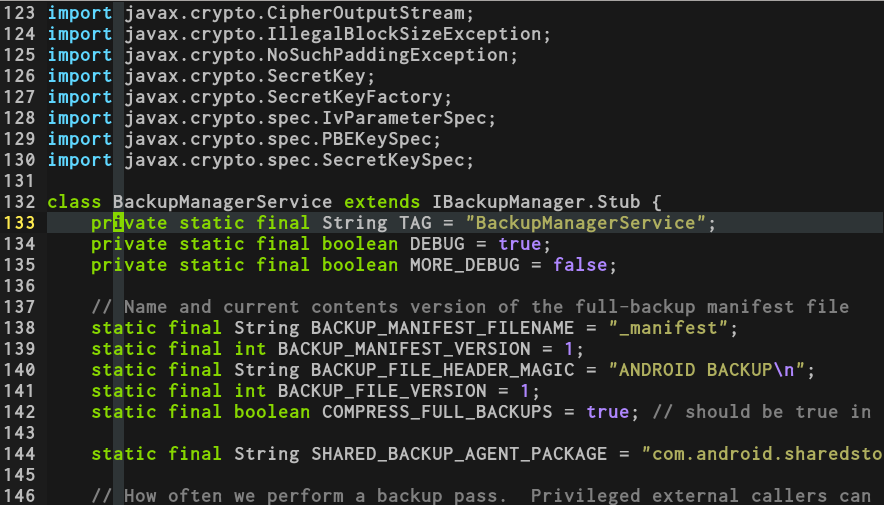 123 import javax.crypto.CipherOutputStream;
124 import javax.crypto.IllegalBlockSizeException;
125 import javax.crypto.NoSuchPaddingException;
126 import javax.crypto.SecretKey;
127 import javax.crypto.SecretKeyFactory;
128 import javax.crypto.spec.IvParameterSpec;
129 import javax.crypto.spec.PBEKeySpec;
130 import javax.crypto.spec.SecretKeySpec;
131
132 class BackupManagerService extends IBackupManager.Stub {
133     private static final String TAG = "BackupManagerService";
134     private static final boolean DEBUG = true;
135     private static final boolean MORE_DEBUG = false;
136
137     // Name and current contents version of the full-backup manifest file
138     static final String BACKUP_MANIFEST_FILENAME = "_manifest";
139     static final int BACKUP_MANIFEST_VERSION = 1;
140     static final String BACKUP_FILE_HEADER_MAGIC = "ANDROID BACKUP\n";
141     static final int BACKUP_FILE_VERSION = 1;
142     static final boolean COMPRESS_FULL_BACKUPS = true; // should be true in
143
144     static final String SHARED_BACKUP_AGENT_PACKAGE = "com.android.sharedsto
145
146     // How often we perform a backup pass.  Privileged external callers can